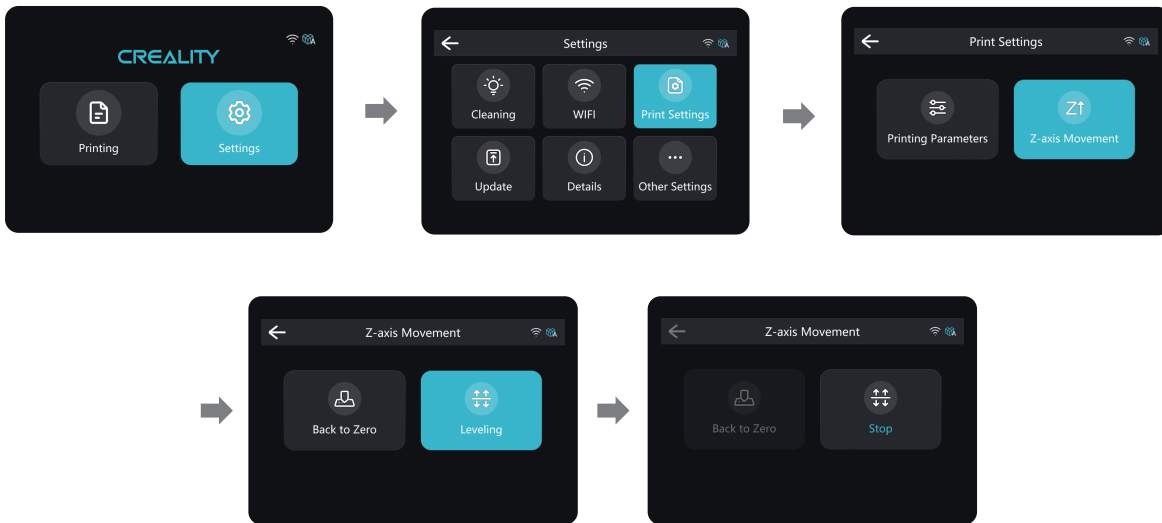 CREALITY
Printing
Settings
Settings
Cleaning
WIFI
Print Settings
Update
Details
Other Settings
Print Settings
Printing Parameters
Z↑
Z-axis Movement
Z-axis Movement
Back to Zero
Leveling
Z-axis Movement
Back to Zero
Stop